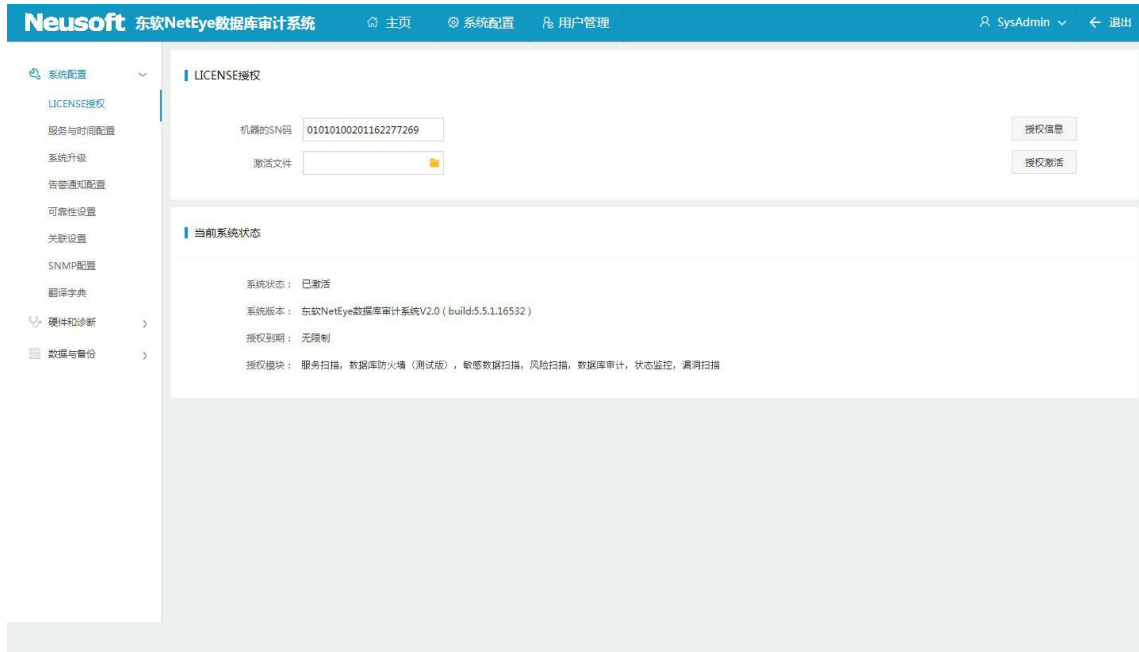 Neusoft 东软NetEye数据库审计系统 主页 系统配置 用户管理 SysAdmin 退出
系统配置
LICENSE授权
服务与时间配置
系统升级
告警通知配置
可靠性设置
关联设置
SNMP配置
翻译字典
硬件和诊断
数据与备份
LICENSE授权
机器的SN码 01010100201162277269 授权信息
激活文件 授权激活
当前系统状态
系统状态： 已激活
系统版本： 东软NetEye数据库审计系统V2.0 ( build:5.5.1.16532 )
授权到期： 无限制
授权模块： 服务扫描，数据库防火墙（测试版），敏感数据扫描，风险扫描，数据库审计，状态监控，漏洞扫描